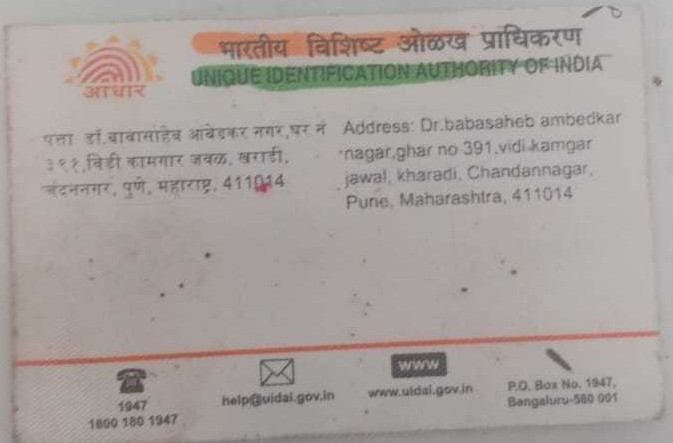 भारतीय विशिष्ट ओळख प्राधिकरण
UNIQUE IDENTIFICATION AUTHORITY OF INDIA
आधार
पत्ता डॉ.बाबासाहेब आंबेडकर नगर,घर नं
३९१,विडी कामगार जवळ, खराडी,
चंदननगर, पुणे, महाराष्ट्र, 411014
Address: Dr.babasaheb ambedkar
nagar,ghar no 391,vidi kamgar
jawal, kharadi, Chandannagar,
Pune, Maharashtra, 411014
1947
1800 180 1947
help@uidai.gov.in
www
www.uidai.gov.in
P.O. Box No. 1947,
Bengaluru-560 001